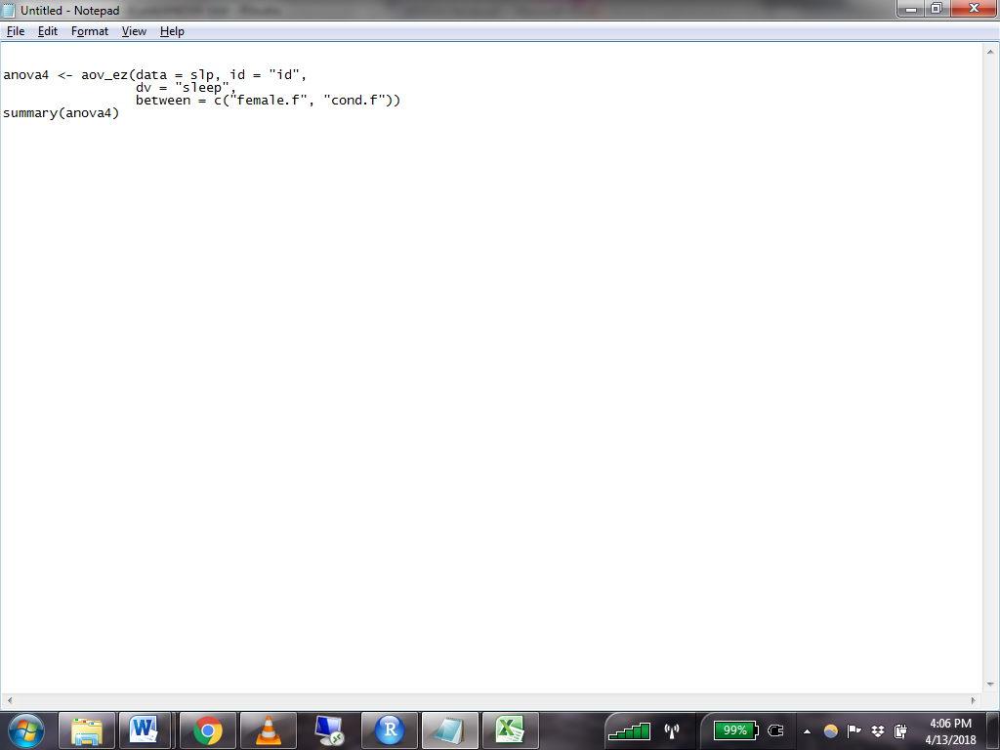 Untitled - Notepad
File Edit Format View Help
anova4 <- aov_ez(data = slp, id = "id",
                 dv = "sleep",
                 between = c("female.f", "cond.f"))
summary(anova4)
99%
4:06 PM
4/13/2018